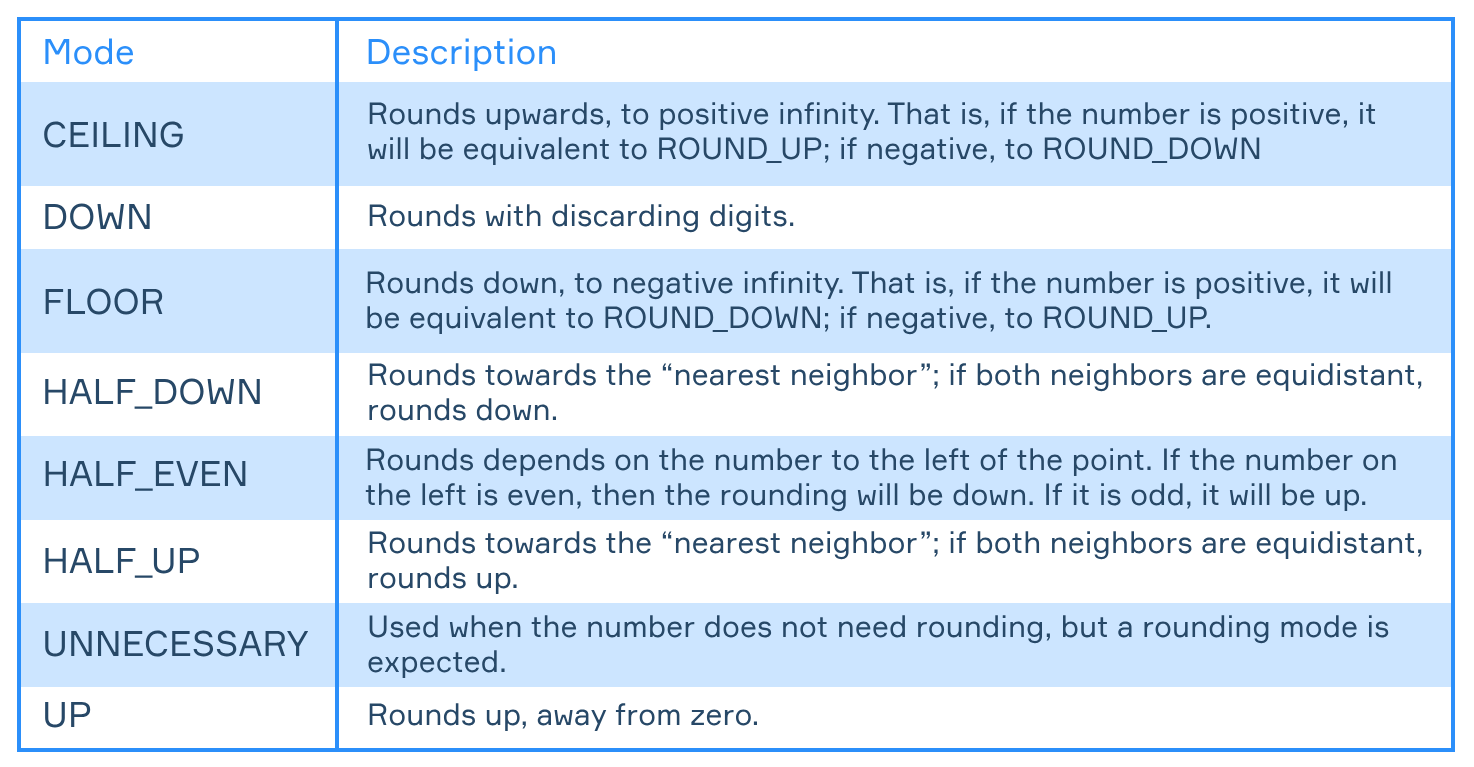 Mode Description
CEILING
Rounds upwards, to positive infinity. That is, if the number is positive, it
will be equivalent to ROUND_UP; if negative, to ROUND_DOWN
DOWN
Rounds with discarding digits.
FLOOR
Rounds down, to negative infinity. That is, if the number is positive, it will
be equivalent to ROUND_DOWN; if negative, to ROUND_UP.
HALF_DOWN
Rounds towards the “nearest neighbor”; if both neighbors are equidistant,
rounds down.
HALF_EVEN
Rounds depends on the number to the left of the point. If the number on
the left is even, then the rounding will be down. If it is odd, it will be up.
HALF_UP
Rounds towards the “nearest neighbor”; if both neighbors are equidistant,
rounds up.
UNNECESSARY
Used when the number does not need rounding, but a rounding mode is
expected.
UP
Rounds up, away from zero.